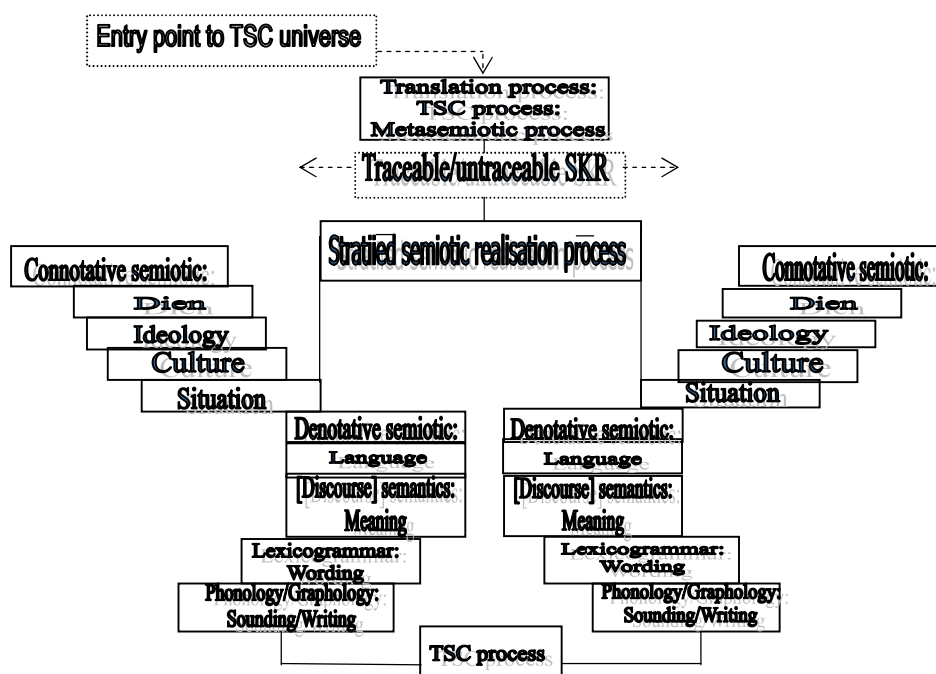 Entry point to TSC universe
Translation process:
TSC process:
Metasemiotic process
Traceable/untraceable SKR
Stratiied semiotic realisation process
Connotative semiotic:
Dien
Ideology
Culture
Situation
Connotative semiotic:
Dien
Ideology
Culture
Situation
Denotative semiotic:
Language
[Discourse] semantics:
Meaning
Lexicogrammar:
Wording
Phonology/Graphology:
Sounding/Writing
Denotative semiotic:
Language
[Discourse] semantics:
Meaning
Lexicogrammar:
Wording
Phonology/Graphology:
Sounding/Writing
TSC process